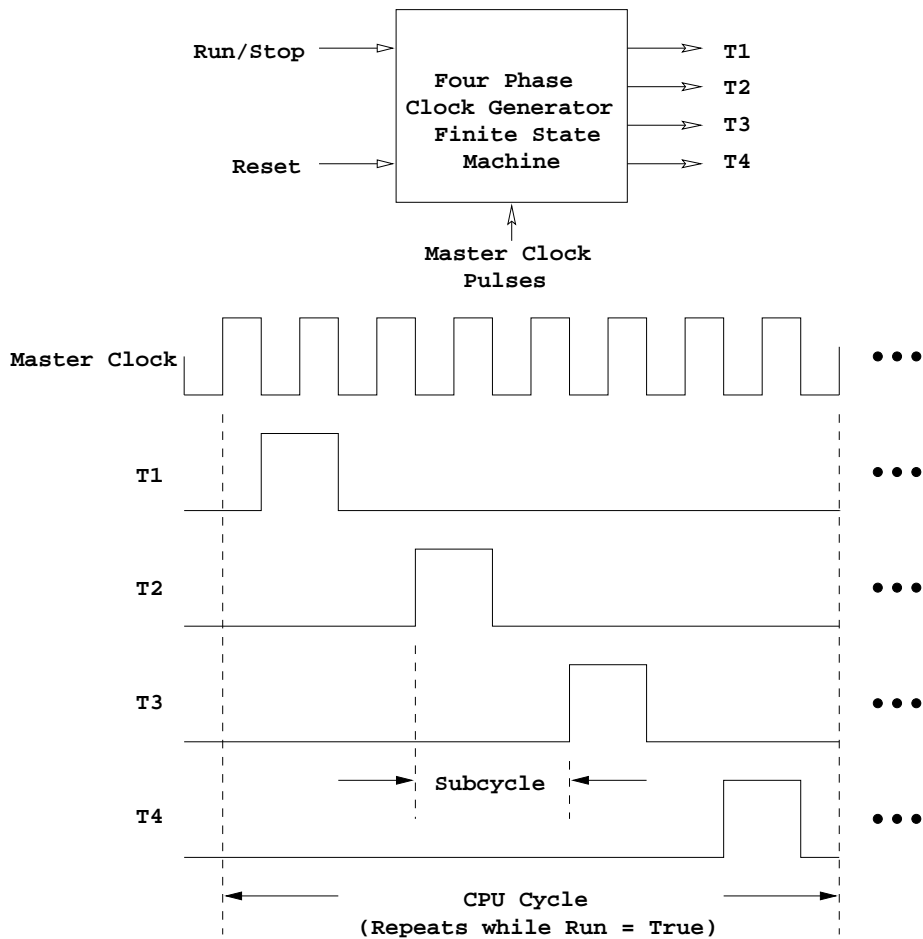 Run/Stop
Reset
Four Phase
Clock Generator
Finite State
Machine
T1
T2
T3
T4
Master Clock
Pulses
Master Clock
T1
T2
T3
Subcycle
T4
CPU Cycle
(Repeats while Run = True)